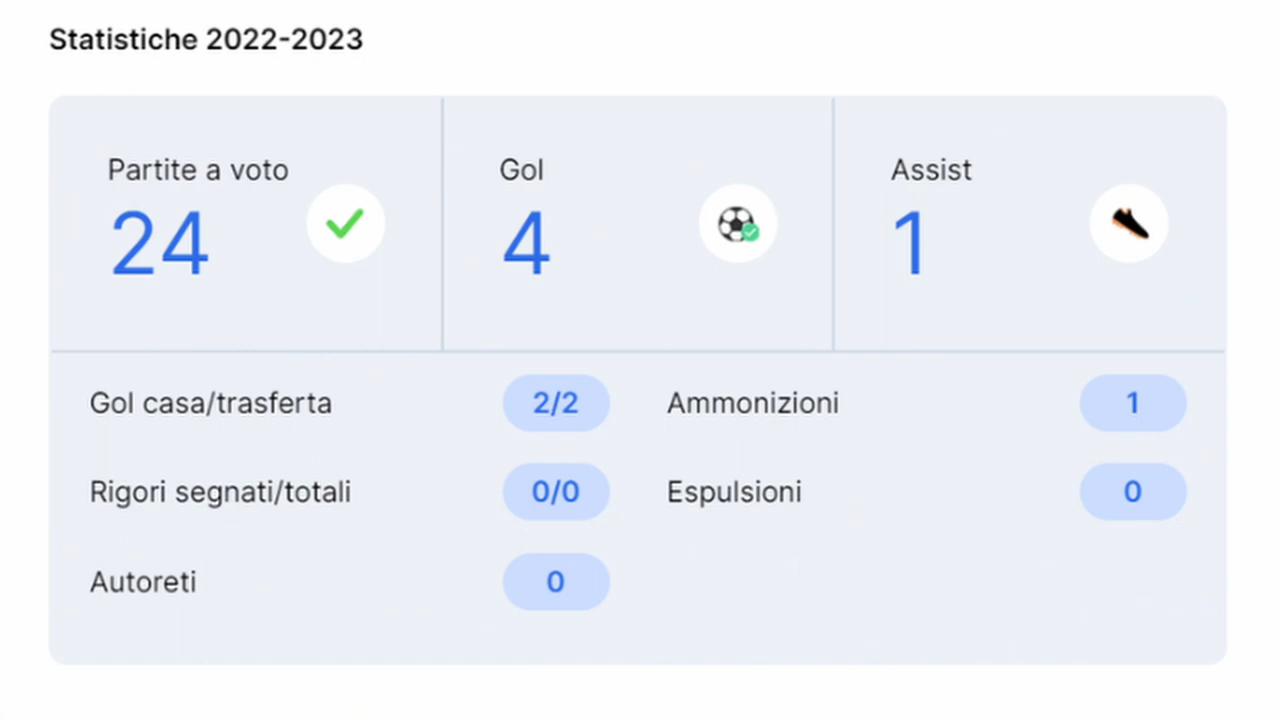 Statistiche 2022-2023
Partite a voto
24
Gol
4
Assist
1
Gol casa/trasferta 2/2
Ammonizioni 1
Rigori segnati/totali 0/0
Espulsioni 0
Autoreti 0